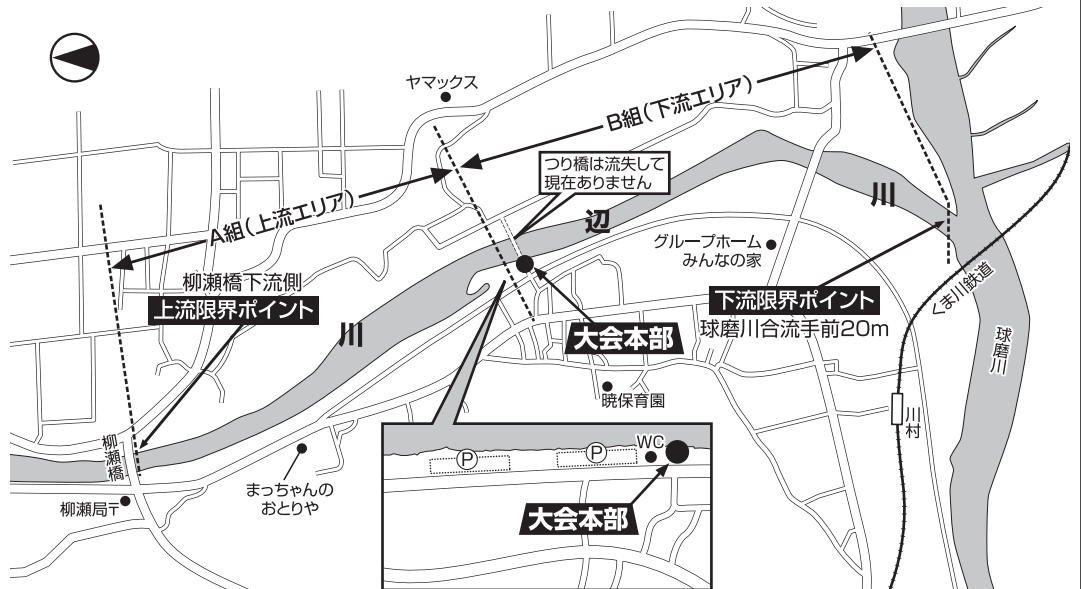 ヤマックス
B組(下流エリア)
A組(上流エリア)
つり橋は流失して
現在ありません
川
辺
川
グループホーム
みんなの家
柳瀬橋下流側
上流限界ポイント
下流限界ポイント
球磨川合流手前20m
くま川鉄道
球磨川
大会本部
暁保育園
川村
柳瀬橋
柳瀬局〒
まっちゃんの
おとりや
P
P
WC
大会本部